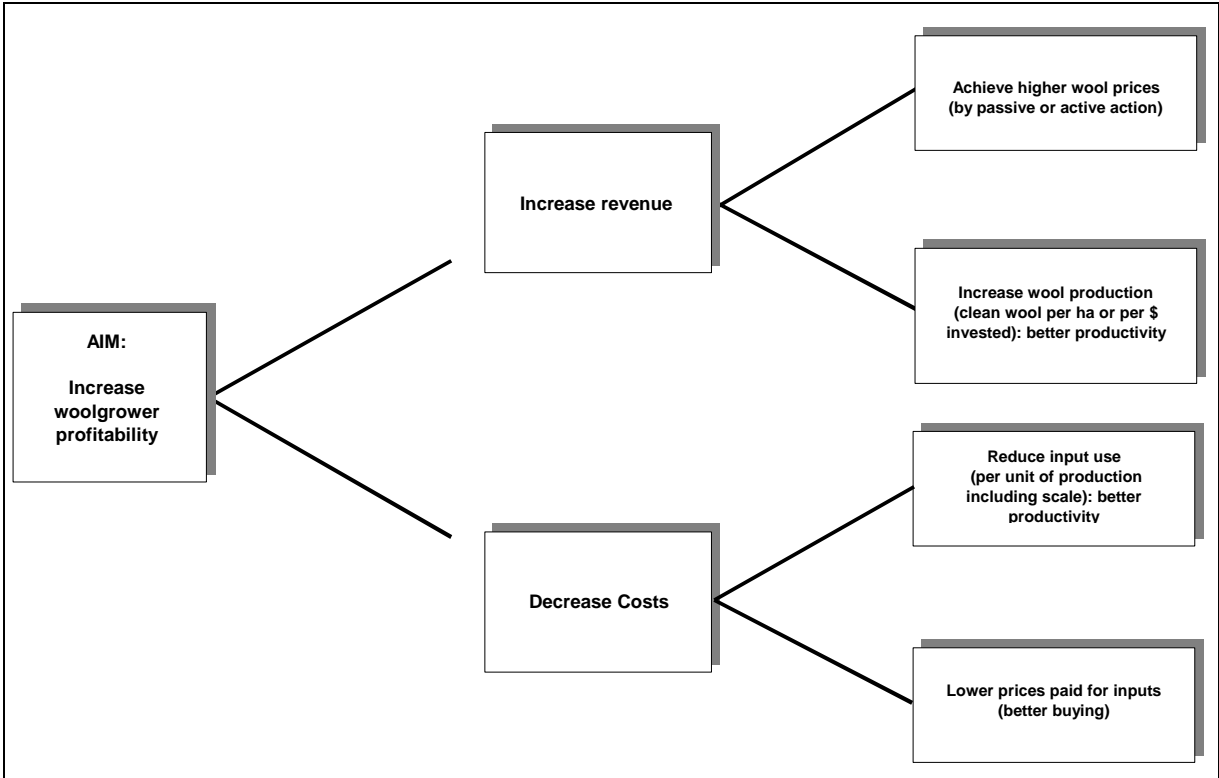 AIM:
Increase
woolgrower
profitability
Increase revenue
Decrease Costs
Achieve higher wool prices
(by passive or active action)
Increase wool production
(clean wool per ha or per $
invested): better productivity
Reduce input use
(per unit of production
including scale): better
productivity
Lower prices paid for inputs
(better buying)